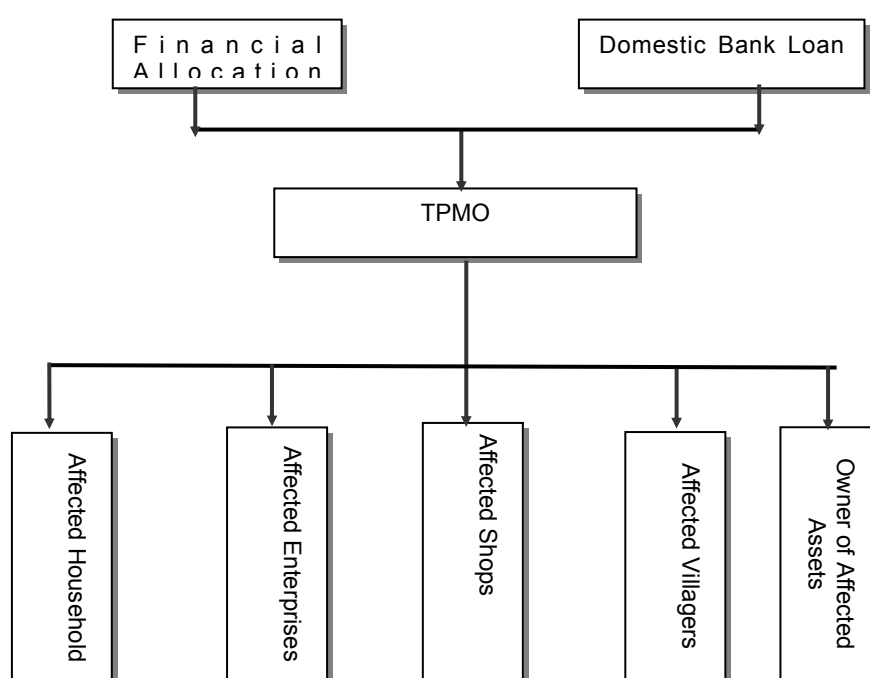 Financial
Allocation
Domestic Bank Loan
TPMO
Affected Household
Affected Enterprises
Affected Shops
Affected Villagers
Owner of Affected
Assets